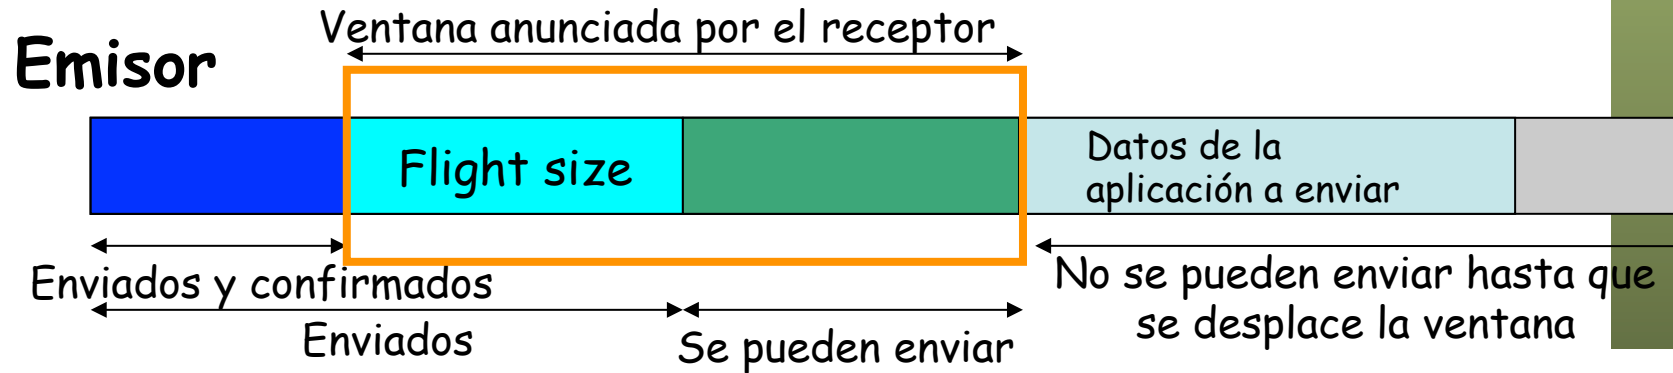 Ventana anunciada por el receptor
Emisor
Flight size
Datos de la
aplicación a enviar
Enviados y confirmados
No se pueden enviar hasta que
se desplace la ventana
Enviados
Se pueden enviar